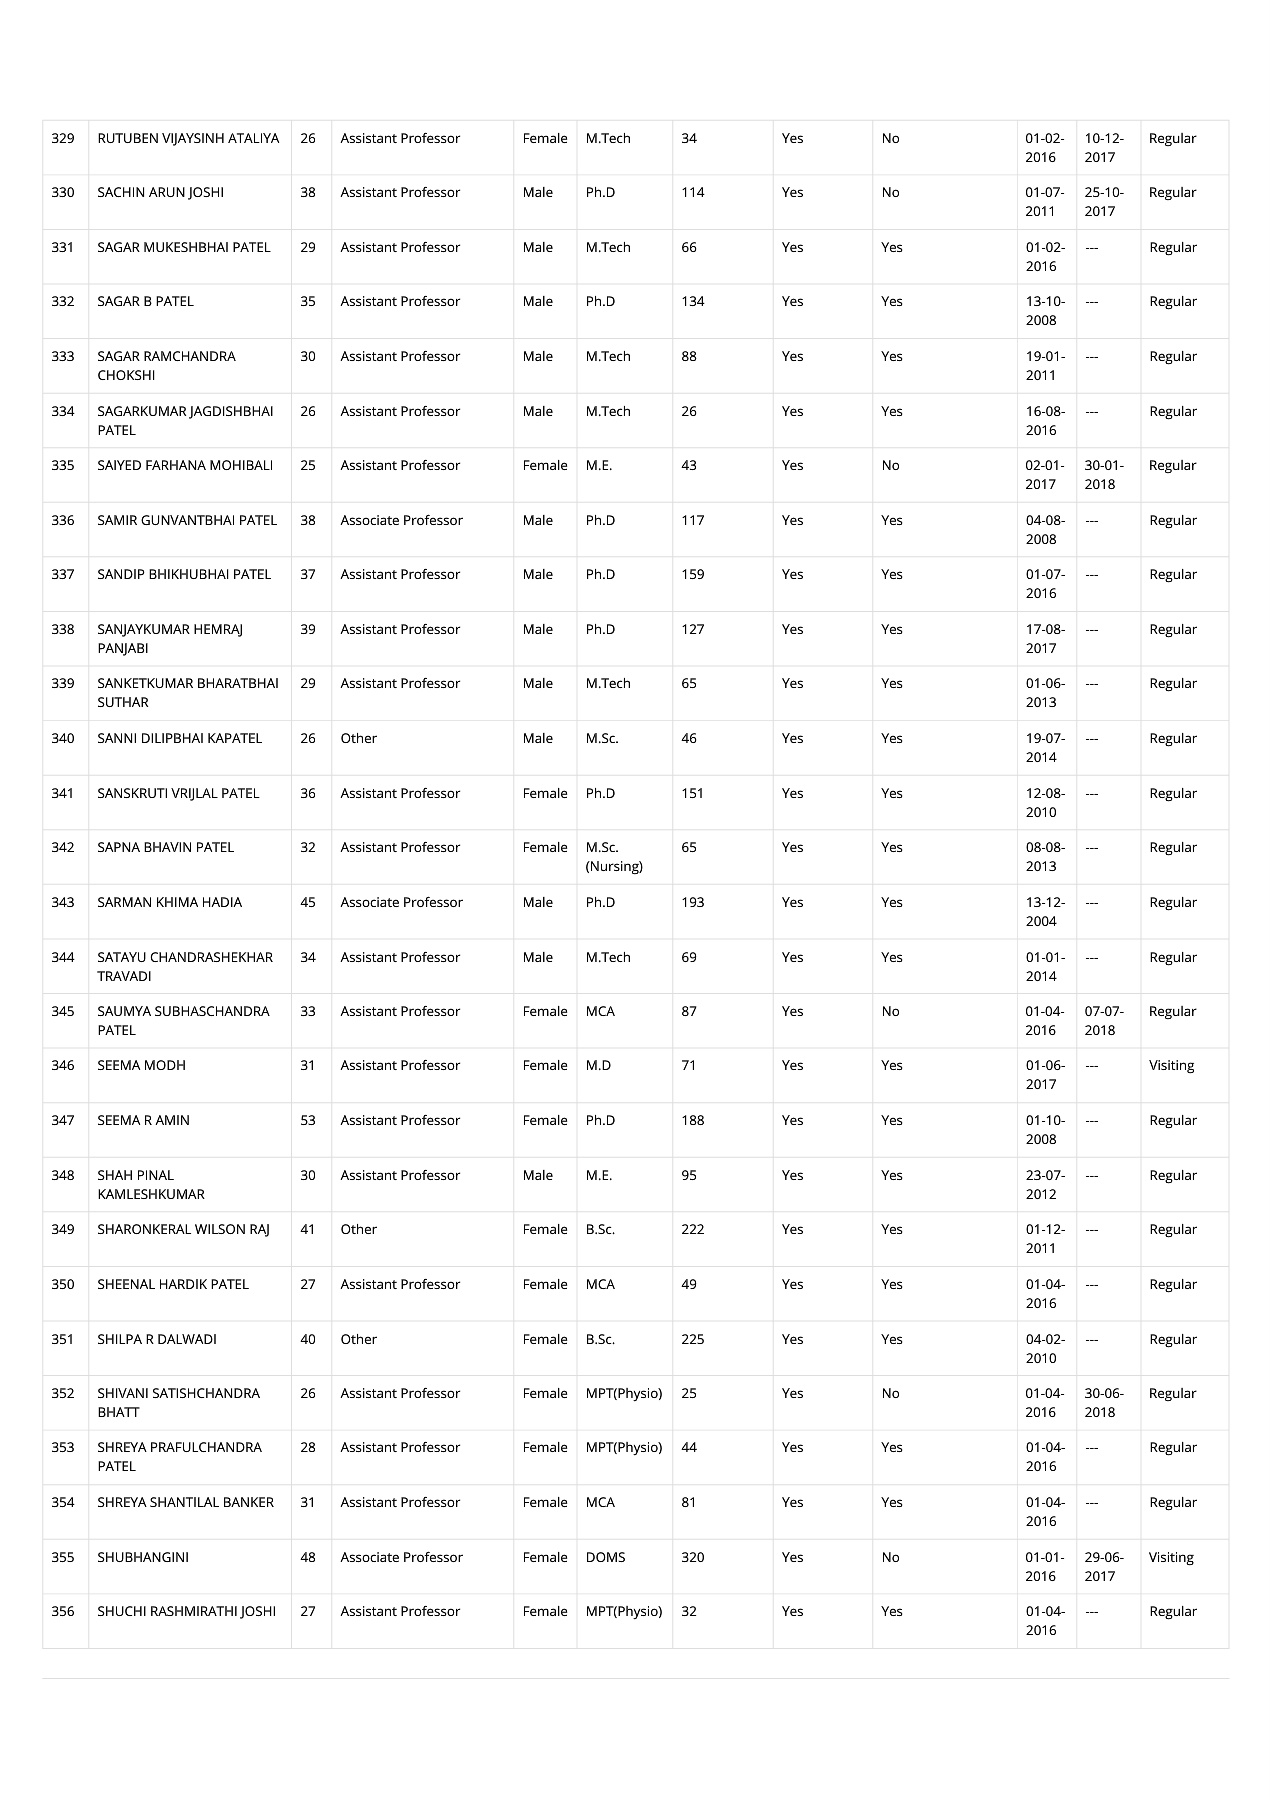 329 RUTUBEN VIJAYSINH ATALIYA 26 Assistant Professor Female M.Tech 34 Yes No 01-02- 10-12- Regular
2016 2017
330 SACHIN ARUN JOSHI 38 Assistant Professor Male Ph.D 114 Yes No 01-07- 25-10- Regular
2011 2017
331 SAGAR MUKESHBHAI PATEL 29 Assistant Professor Male M.Tech 66 Yes Yes 01-02- --- Regular
2016
332 SAGAR B PATEL 35 Assistant Professor Male Ph.D 134 Yes Yes 13-10- --- Regular
2008
333 SAGAR RAMCHANDRA 30 Assistant Professor Male M.Tech 88 Yes Yes 19-01- --- Regular
CHOKSHI 2011
334 SAGARKUMAR JAGDISHBHAI 26 Assistant Professor Male M.Tech 26 Yes Yes 16-08- --- Regular
PATEL 2016
335 SAIYED FARHANA MOHIBALI 25 Assistant Professor Female M.E. 43 Yes No 02-01- 30-01- Regular
2017 2018
336 SAMIR GUNVANTBHAI PATEL 38 Associate Professor Male Ph.D 117 Yes Yes 04-08- --- Regular
2008
337 SANDIP BHIKHUBHAI PATEL 37 Assistant Professor Male Ph.D 159 Yes Yes 01-07- --- Regular
2016
338 SANJAYKUMAR HEMRAJ 39 Assistant Professor Male Ph.D 127 Yes Yes 17-08- --- Regular
PANJABI 2017
339 SANKETKUMAR BHARATBHAI 29 Assistant Professor Male M.Tech 65 Yes Yes 01-06- --- Regular
SUTHAR 2013
340 SANNI DILIPBHAI KAPATEL 26 Other Male M.Sc. 46 Yes Yes 19-07- --- Regular
2014
341 SANSKRUTI VRIJLAL PATEL 36 Assistant Professor Female Ph.D 151 Yes Yes 12-08- --- Regular
2010
342 SAPNA BHAVIN PATEL 32 Assistant Professor Female M.Sc. 65 Yes Yes 08-08- --- Regular
(Nursing) 2013
343 SARMAN KHIMA HADIA 45 Associate Professor Male Ph.D 193 Yes Yes 13-12- --- Regular
2004
344 SATAYU CHANDRASHEKHAR 34 Assistant Professor Male M.Tech 69 Yes Yes 01-01- --- Regular
TRAVADI 2014
345 SAUMYA SUBHASCHANDRA 33 Assistant Professor Female MCA 87 Yes No 01-04- 07-07- Regular
PATEL 2016 2018
346 SEEMA MODH 31 Assistant Professor Female M.D 71 Yes Yes 01-06- --- Visiting
2017
347 SEEMA R AMIN 53 Assistant Professor Female Ph.D 188 Yes Yes 01-10- --- Regular
2008
348 SHAH PINAL 30 Assistant Professor Male M.E. 95 Yes Yes 23-07- --- Regular
KAMLESHKUMAR 2012
349 SHARONKERAL WILSON RAJ 41 Other Female B.Sc. 222 Yes Yes 01-12- --- Regular
2011
350 SHEENAL HARDIK PATEL 27 Assistant Professor Female MCA 49 Yes Yes 01-04- --- Regular
2016
351 SHILPA R DALWADI 40 Other Female B.Sc. 225 Yes Yes 04-02- --- Regular
2010
352 SHIVANI SATISHCHANDRA 26 Assistant Professor Female MPT(Physio) 25 Yes No 01-04- 30-06- Regular
BHATT 2016 2018
353 SHREYA PRAFULCHANDRA 28 Assistant Professor Female MPT(Physio) 44 Yes Yes 01-04- --- Regular
PATEL 2016
354 SHREYA SHANTILAL BANKER 31 Assistant Professor Female MCA 81 Yes Yes 01-04- --- Regular
2016
355 SHUBHANGINI 48 Associate Professor Female DOMS 320 Yes No 01-01- 29-06- Visiting
2016 2017
356 SHUCHI RASHMIRATHI JOSHI 27 Assistant Professor Female MPT(Physio) 32 Yes Yes 01-04- --- Regular
2016